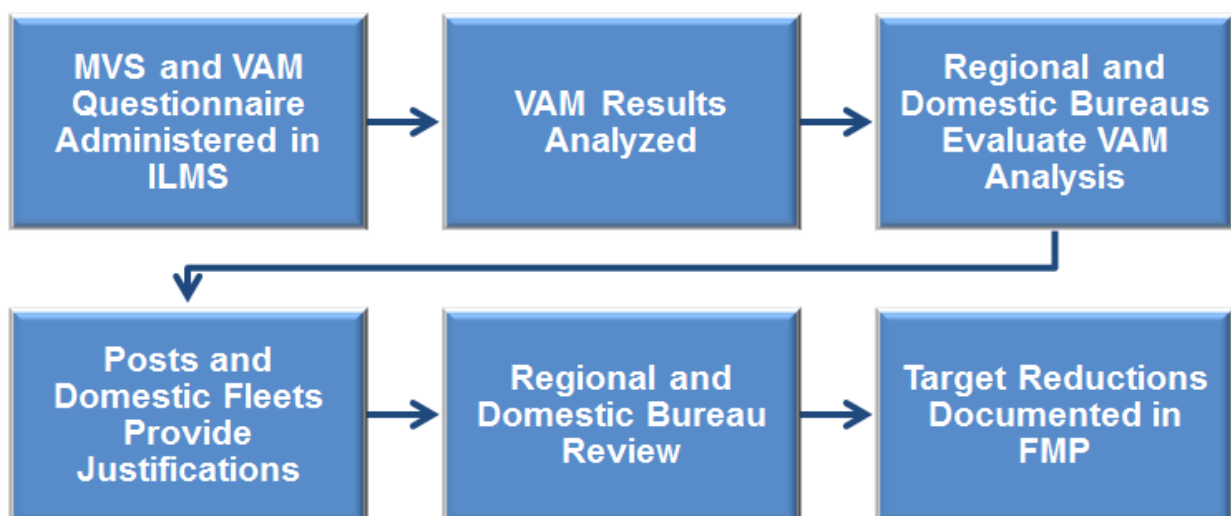 MVS and VAM
Questionnaire
Administered in
ILMS
VAM Results
Analyzed
Regional and
Domestic Bureaus
Evaluate VAM
Analysis
Posts and
Domestic Fleets
Provide
Justifications
Regional and
Domestic Bureau
Review
Target Reductions
Documented in
FMP